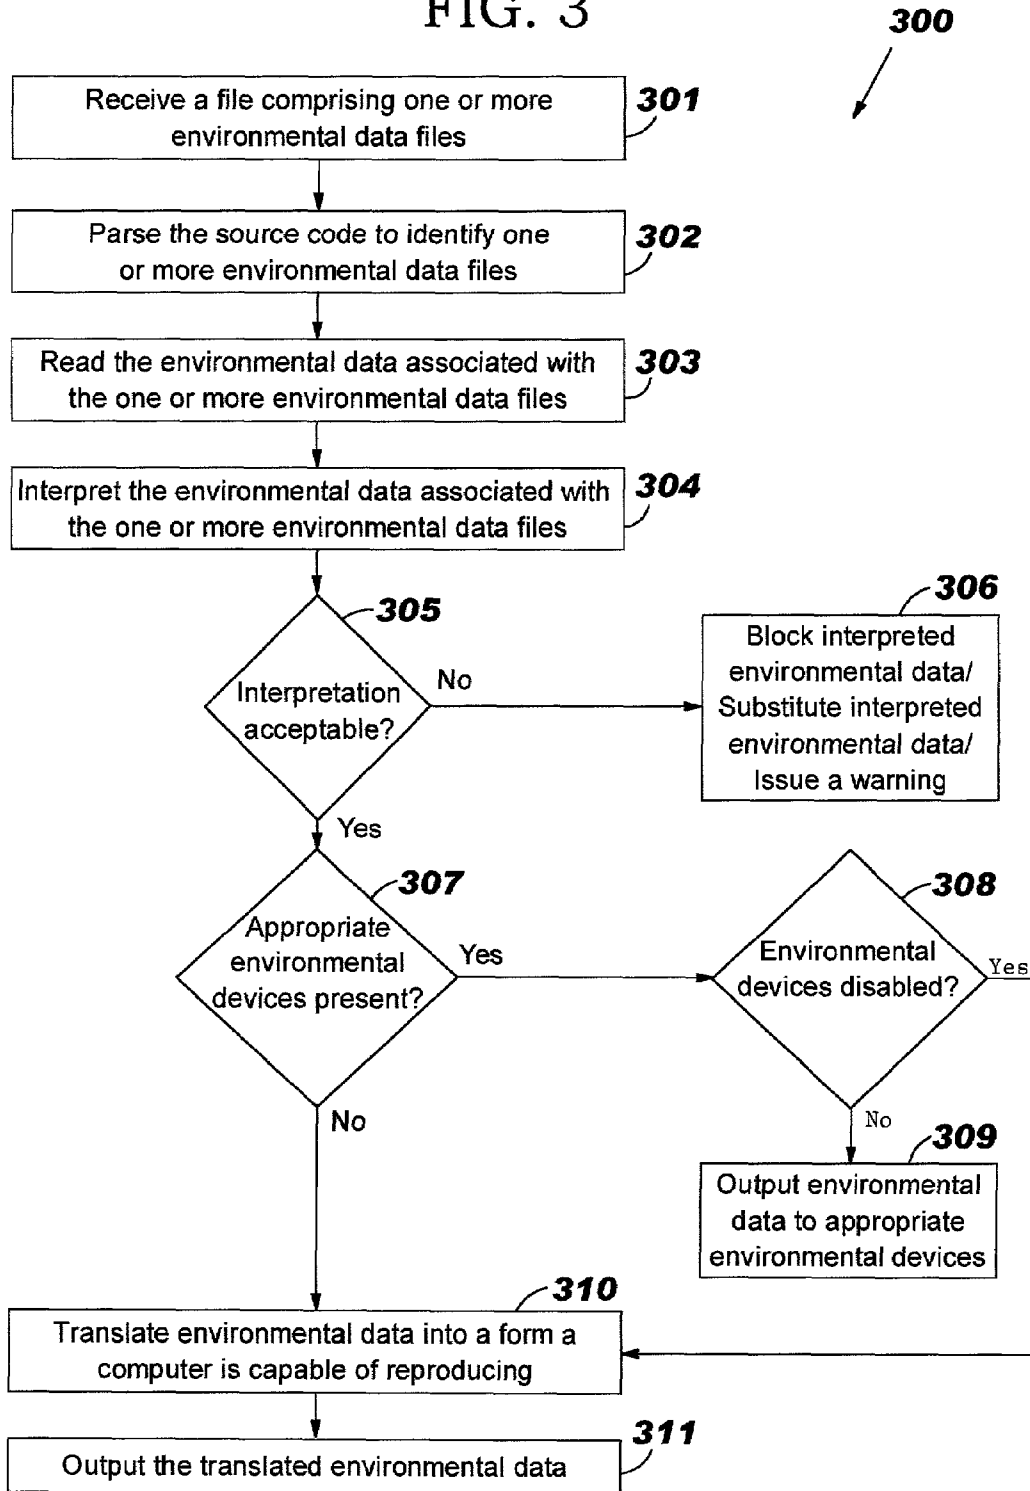 FIG. 3
300
Receive a file comprising one or more
environmental data files
301
Parse the source code to identify one
or more environmental data files
302
Read the environmental data associated with
the one or more environmental data files
303
Interpret the environmental data associated with
the one or more environmental data files
304
305
Interpretation
acceptable?
No
306
Block interpreted
environmental data/
Substitute interpreted
environmental data/
Issue a warning
Yes
307
Appropriate
environmental
devices present?
Yes
308
Environmental
devices disabled?
Yes
No
No
309
Output environmental
data to appropriate
environmental devices
310
Translate environmental data into a form a
computer is capable of reproducing
311
Output the translated environmental data